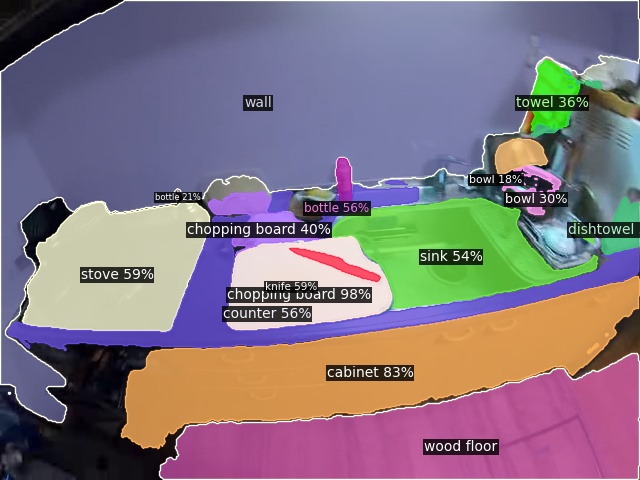 wall
towel 36%
bowl 18%
bottle 21%
bowl 30%
bottle 56%
chopping board 40%
dishtowel
sink 54%
stove 59%
knife 59%
chopping board 98%
counter 56%
cabinet 83%
wood floor